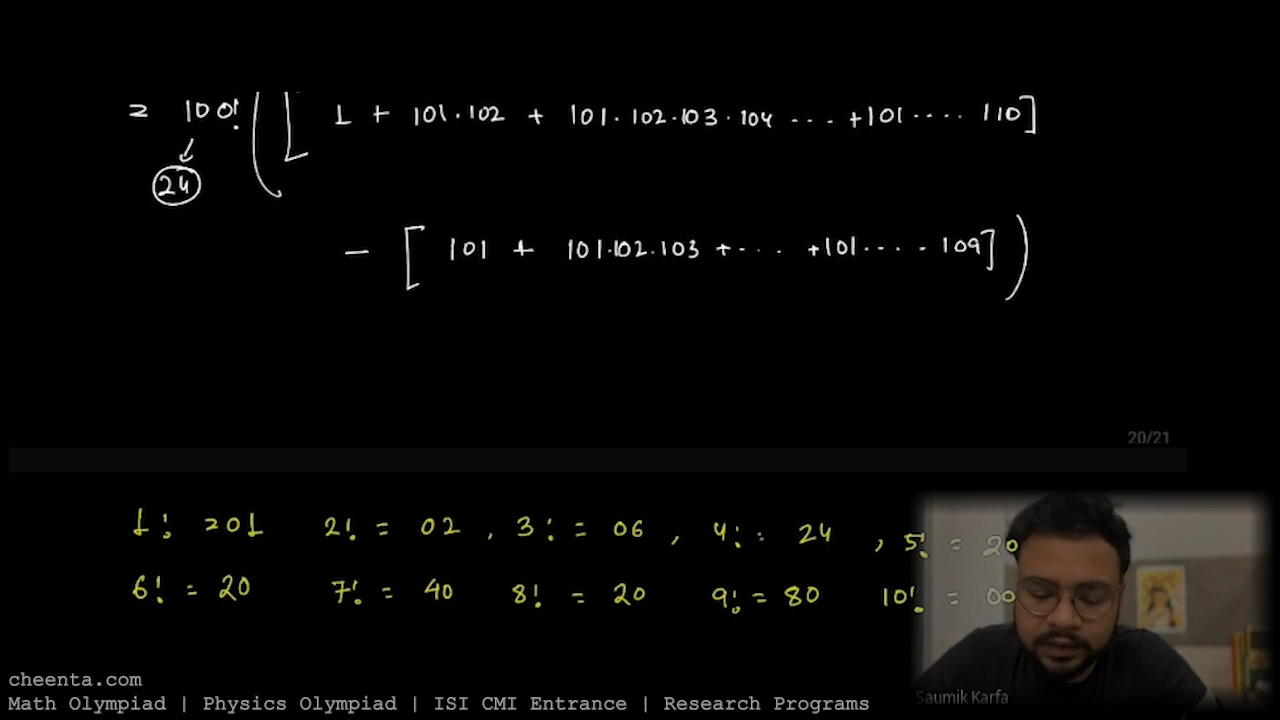 = 100! ( [ 1 + 101.102 + 101.102.103.104 ... + 101 .... 110 ]
24
- [ 101 + 101.102.103 + ... + 101 .... 109 ] )
20/21
1! = 01 2! = 02 , 3! = 06 , 4! = 24 , 5! = 20
6! = 20 7! = 40 8! = 20 9! = 80 10! = 00
cheenta.com
Math Olympiad | Physics Olympiad | ISI CMI Entrance | Research Programs
Saumik Karfa